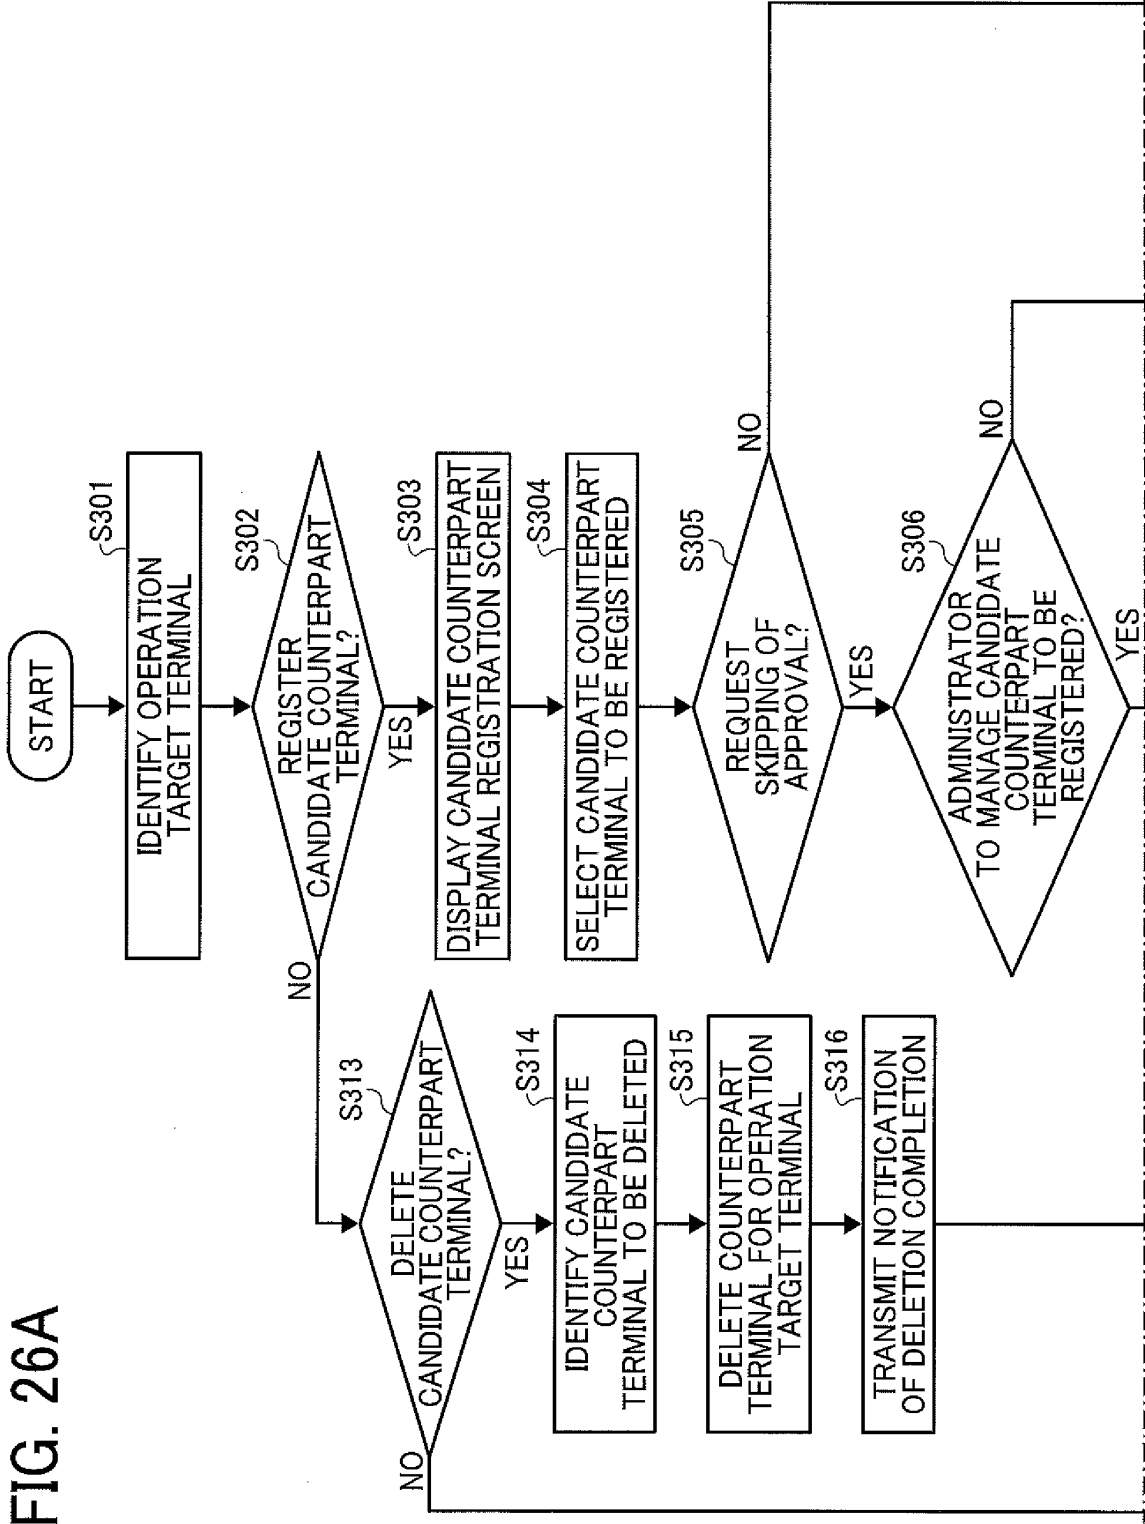 FIG. 26A
START
S301
IDENTIFY OPERATION
TARGET TERMINAL
S302
REGISTER
CANDIDATE COUNTERPART
TERMINAL?
NO
YES
S303
DISPLAY CANDIDATE COUNTERPART
TERMINAL REGISTRATION SCREEN
S304
SELECT CANDIDATE COUNTERPART
TERMINAL TO BE REGISTERED
S305
REQUEST
SKIPPING OF
APPROVAL?
NO
YES
S306
ADMINISTRATOR
TO MANAGE CANDIDATE
COUNTERPART
TERMINAL TO BE
REGISTERED?
NO
YES
S313
DELETE
CANDIDATE COUNTERPART
TERMINAL?
NO
YES
S314
IDENTIFY CANDIDATE
COUNTERPART
TERMINAL TO BE DELETED
S315
DELETE COUNTERPART
TERMINAL FOR OPERATION
TARGET TERMINAL
S316
TRANSMIT NOTIFICATION
OF DELETION COMPLETION